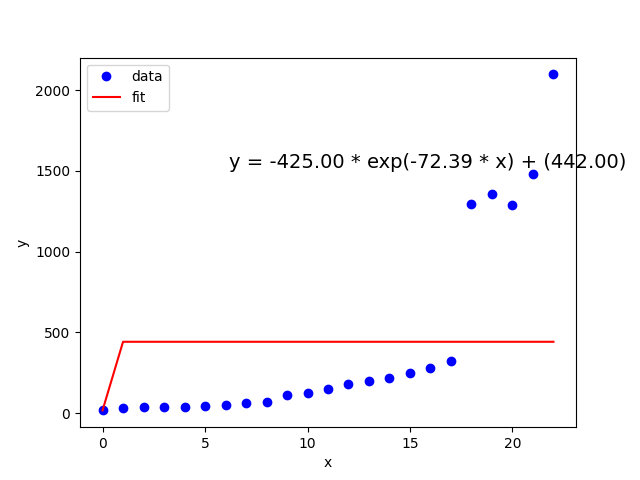 data
fit
y = -425.00 * exp(-72.39 * x) + (442.00)
2000
1500
1000
500
0
y
0 5 10 15 20
x